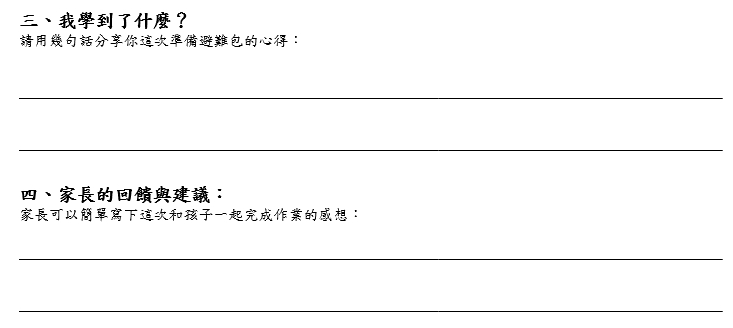 三、我學到了什麼？
請用幾句話分享你這次準備避難包的心得：
四、家長的回饋與建議：
家長可以簡單寫下這次和孩子一起完成作業的感想：